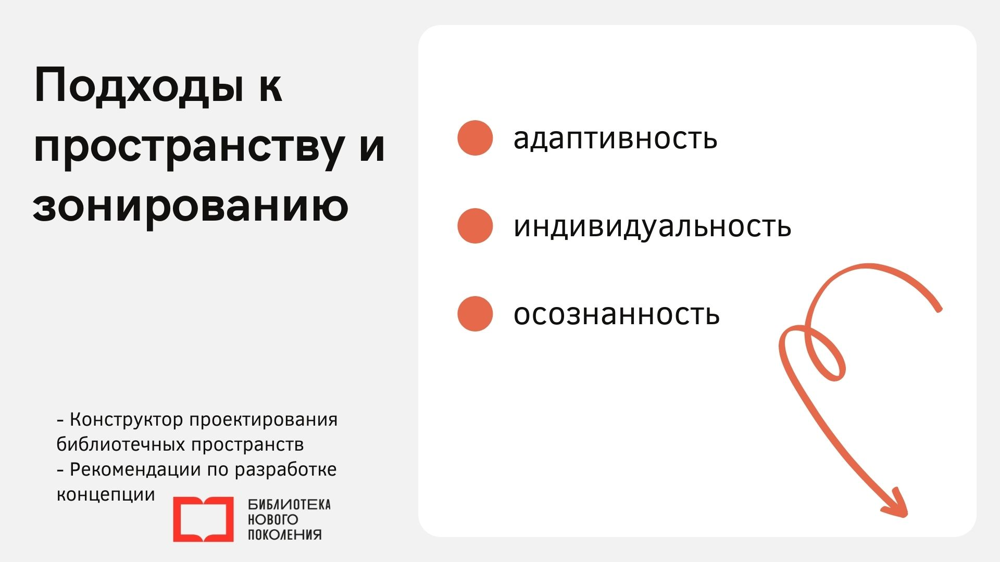 Подходы к
пространству и
зонированию
адаптивность
индивидуальность
осознанность
- Конструктор проектирования
библиотечных пространств
- Рекомендации по разработке
концепции
БИБЛИОТЕКА
НОВОГО
ПОКОЛЕНИЯ